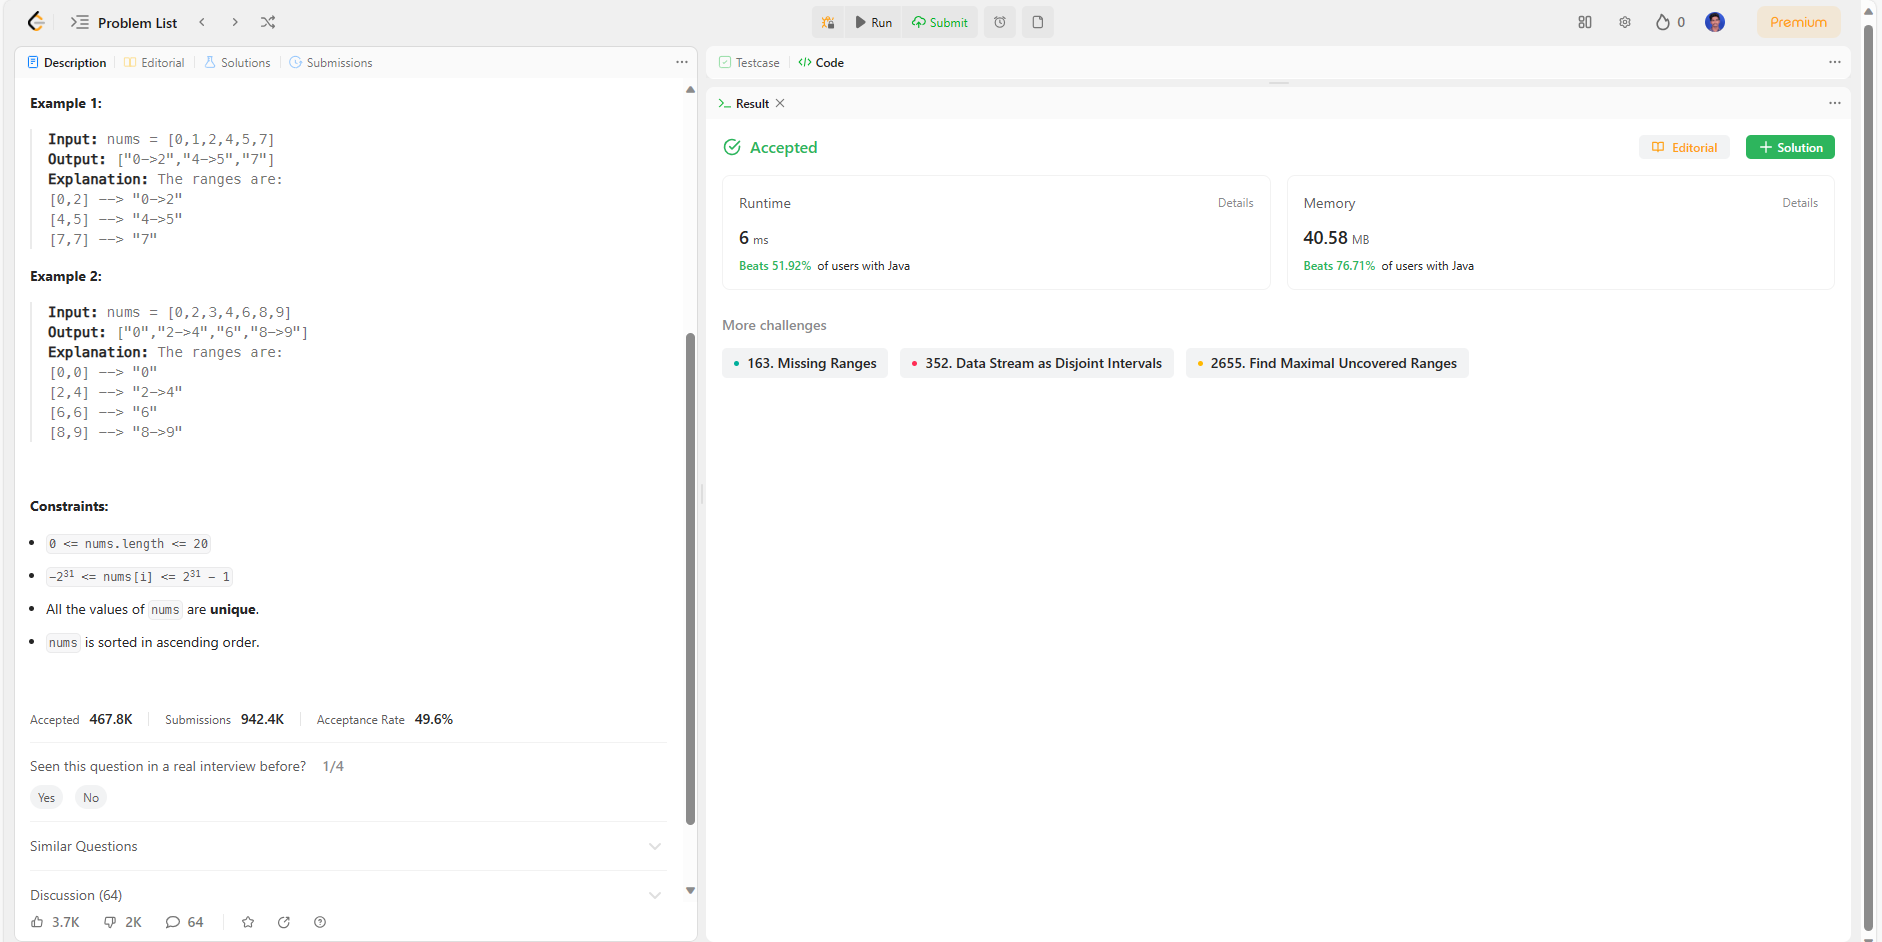 Problem List
Run
Submit
0
Premium
Description
Editorial
Solutions
Submissions
Example 1:
Input: nums = [0,1,2,4,5,7]
Output: ["0->2","4->5","7"]
Explanation: The ranges are:
[0,2] --> "0->2"
[4,5] --> "4->5"
[7,7] --> "7"
Example 2:
Input: nums = [0,2,3,4,6,8,9]
Output: ["0","2->4","6","8->9"]
Explanation: The ranges are:
[0,0] --> "0"
[2,4] --> "2->4"
[6,6] --> "6"
[8,9] --> "8->9"
Constraints:
• 0 <= nums.length <= 20
• -2³¹ <= nums[i] <= 2³¹ - 1
• All the values of nums are unique.
• nums is sorted in ascending order.
Accepted 467.8K Submissions 942.4K Acceptance Rate 49.6%
Seen this question in a real interview before? 1/4
Yes No
Similar Questions
Discussion (64)
3.7K 2K 64
Testcase
Code
Result
Accepted
Editorial
Solution
Runtime Details
6 ms
Beats 51.92% of users with Java
Memory Details
40.58 MB
Beats 76.71% of users with Java
More challenges
163. Missing Ranges
352. Data Stream as Disjoint Intervals
2655. Find Maximal Uncovered Ranges